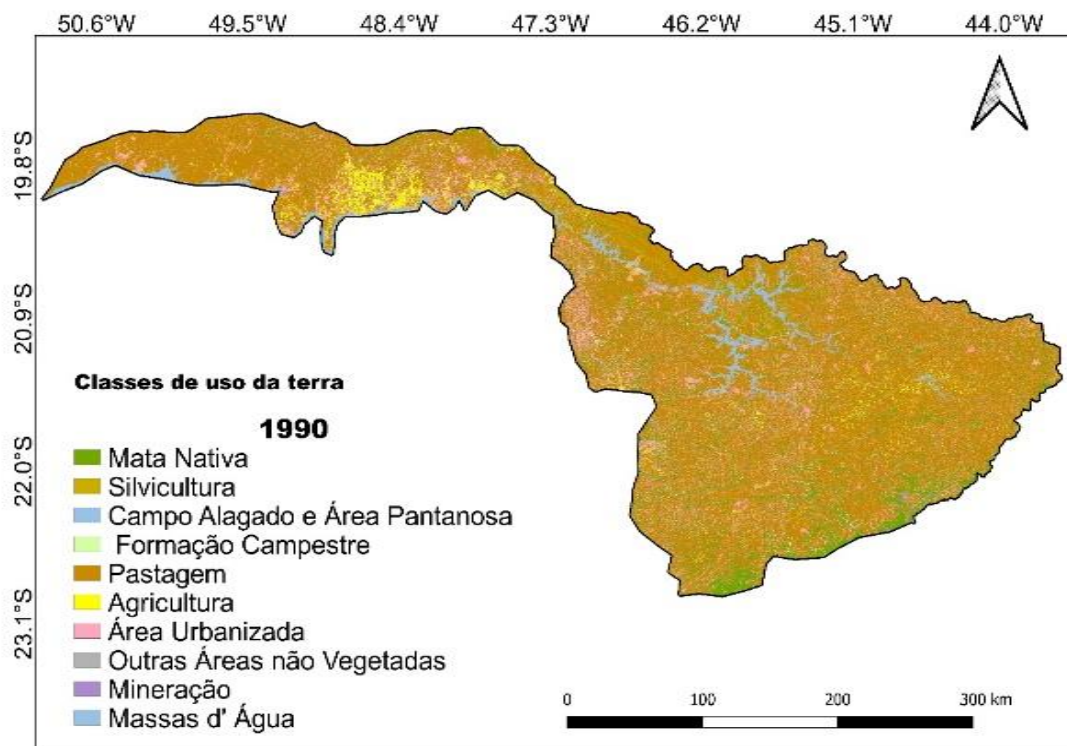 50.6°W 49.5°W 48.4°W 47.3°W 46.2°W 45.1°W 44.0°W
19.8°S
20.9°S
22.0°S
23.1°S
Classes de uso da terra
1990
Mata Nativa
Silvicultura
Campo Alagado e Área Pantanosa
Formação Campestre
Pastagem
Agricultura
Área Urbanizada
Outras Áreas não Vegetadas
Mineração
Massas d' Água
0 100 200 300 km